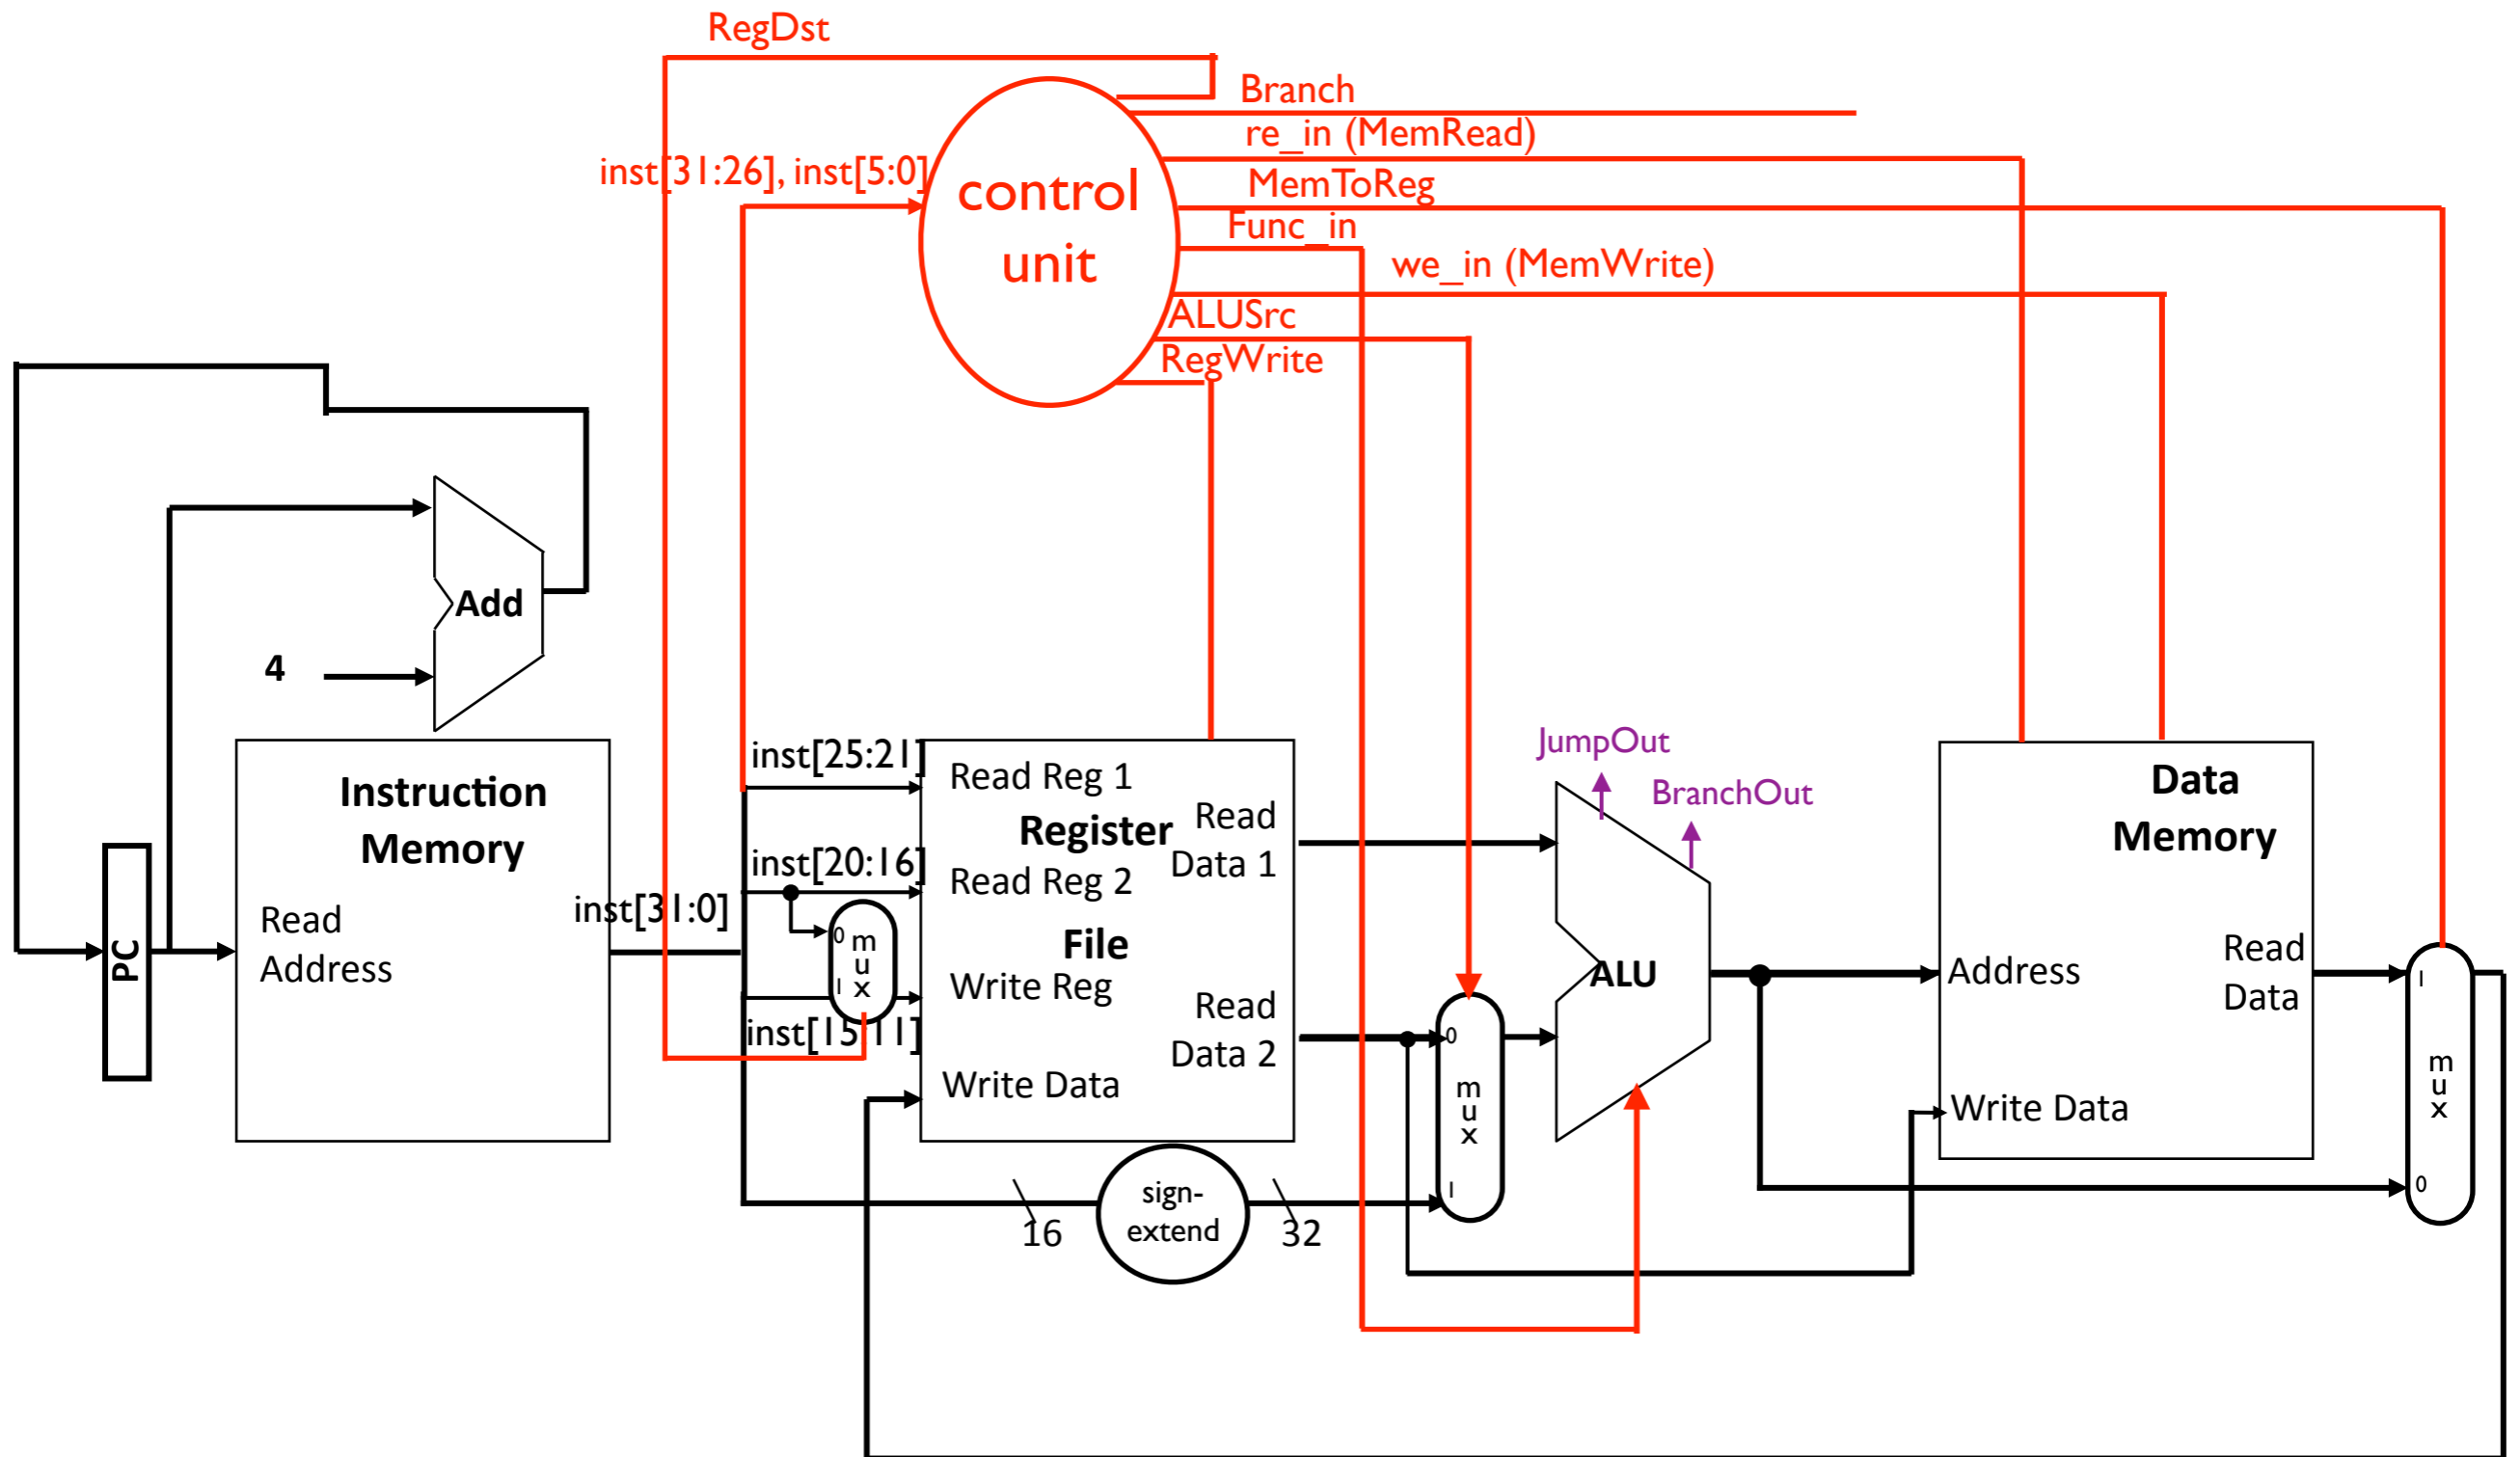 RegDst
Branch
re_in (MemRead)
inst[31:26], inst[5:0]
MemToReg
control
unit
Func_in
we_in (MemWrite)
ALUSrc
RegWrite
Add
4
Instruction
Memory
Read
Address
PC
inst[31:0]
inst[25:21]
inst[20:16]
inst[15:11]
0
1
m
u
x
Read Reg 1
Register
File
Read Reg 2
Write Reg
Write Data
Read
Data 1
Read
Data 2
16
sign-
extend
32
0
m
u
x
1
JumpOut
BranchOut
ALU
Data
Memory
Address
Read
Data
Write Data
1
m
u
x
0